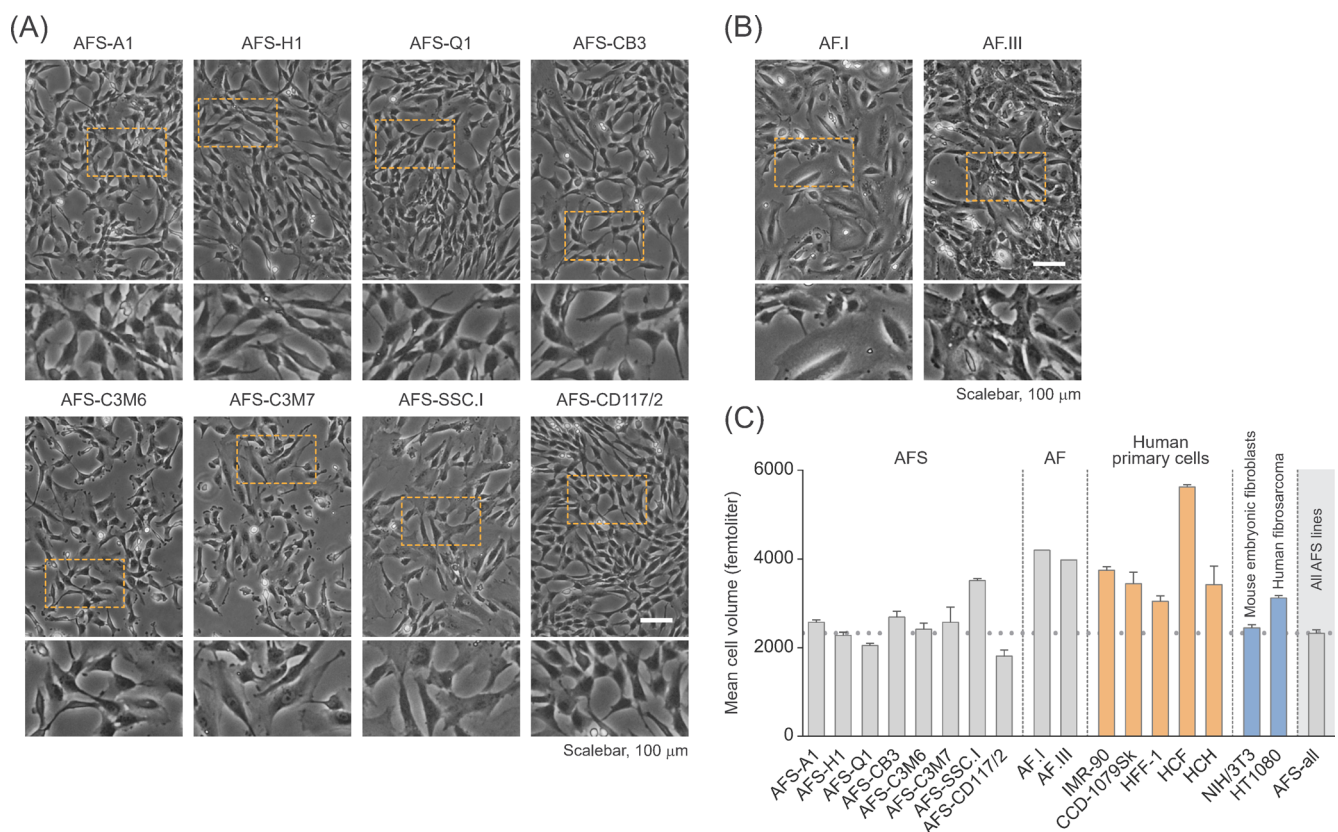 (A)
AFS-A1
AFS-H1
AFS-Q1
AFS-CB3
AFS-C3M6
AFS-C3M7
AFS-SSC.I
AFS-CD117/2
Scalebar, 100 μm
(B)
AF.I
AF.III
Scalebar, 100 μm
(C)
AFS
AF
Human
primary cells
Mouse embryonic fibroblasts
Human fibrosarcoma
All AFS lines
Mean cell volume (femtoliter)
6000
4000
2000
0
AFS-A1
AFS-H1
AFS-Q1
AFS-CB3
AFS-C3M6
AFS-C3M7
AFS-SSC.I
AFS-CD117/2
AF.I
AF.III
IMR-90
CCD-1079Sk
HFF-1
HCF
HCH
NIH/3T3
HT1080
AFS-all